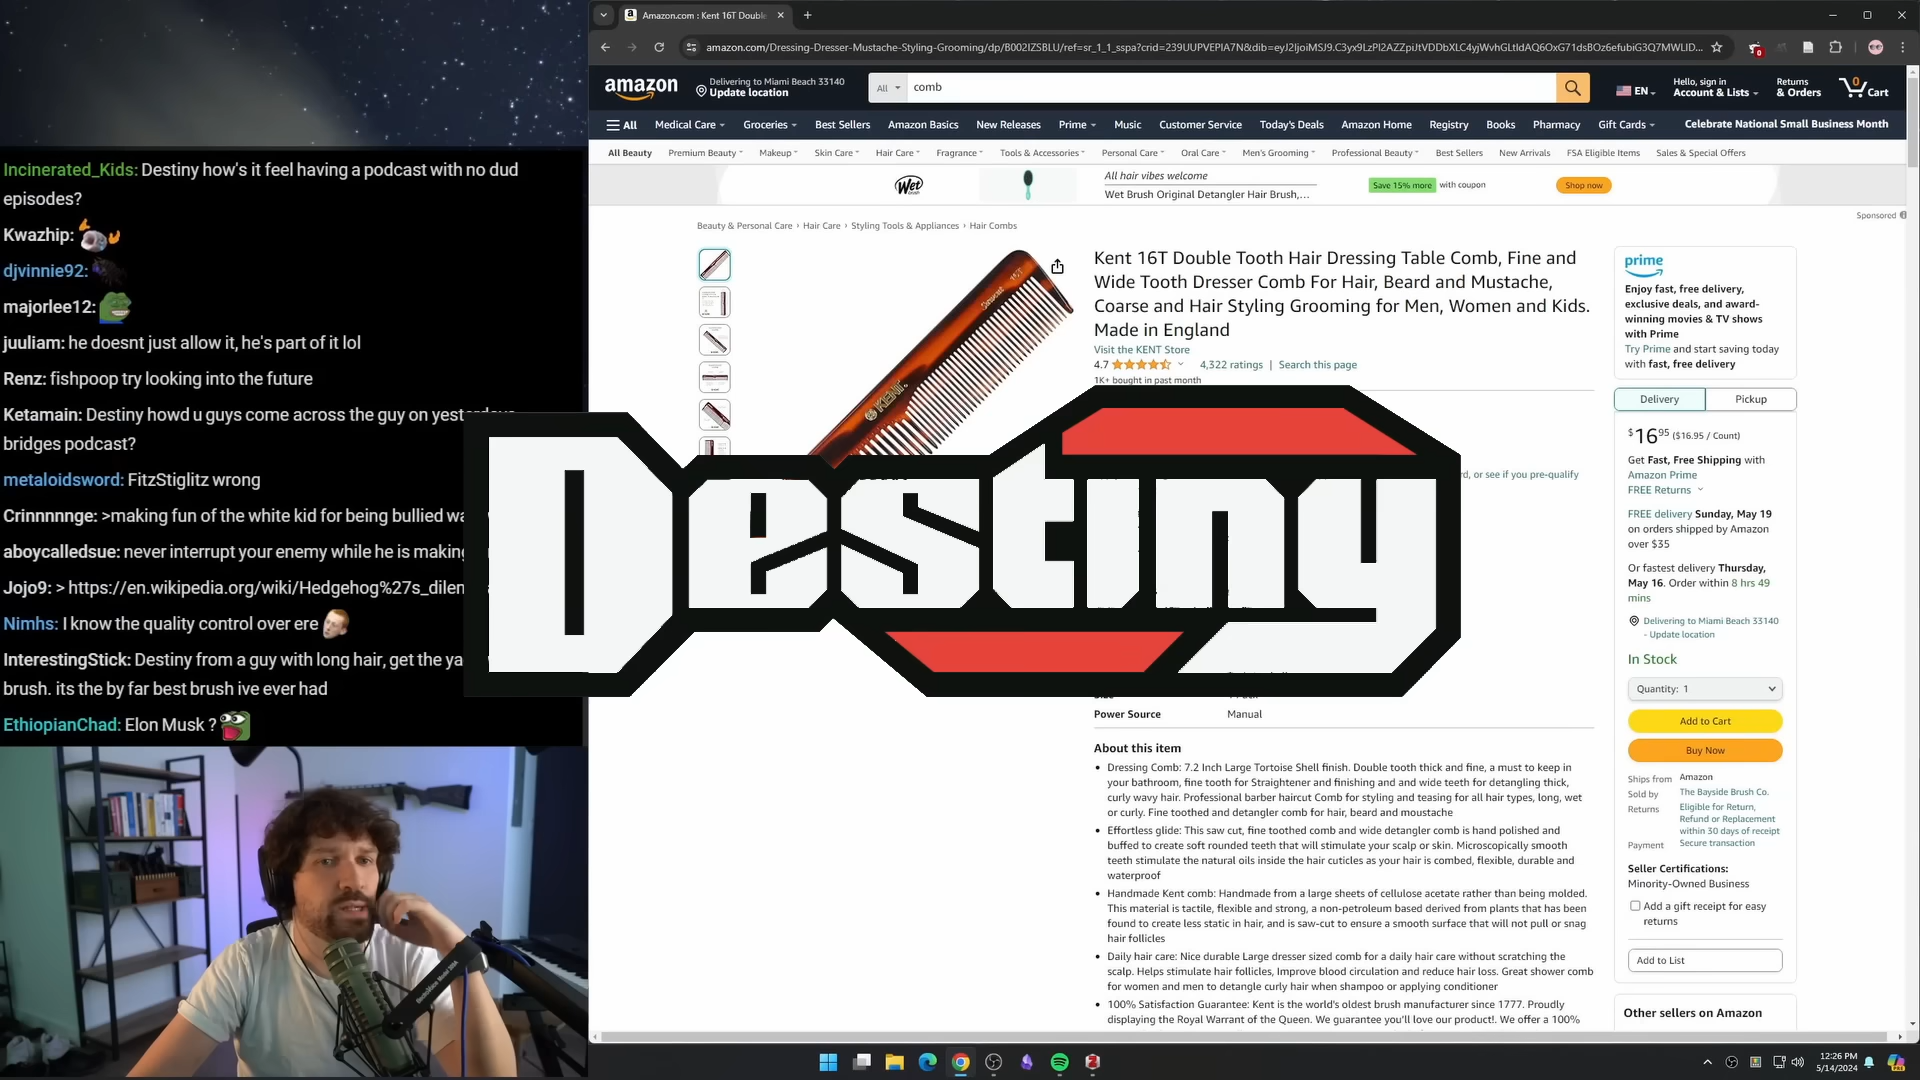 Incinerated_Kids: Destiny how's it feel having a podcast with no dud
episodes?
Kwazhip:
djvinnie92:
majorlee12:
juuliam: he doesnt just allow it, he's part of it lol
Renz: fishpoop try looking into the future
Ketamain: Destiny howd u guys come across the guy on yesterdays
bridges podcast?
metaloidsword: FitzStiglitz wrong
Crinnnnnge: >making fun of the white kid for being bullied
aboycalledsue: never interrupt your enemy while he is making
Jojo9: > https://en.wikipedia.org/wiki/Hedgehog%27s_dilem
Nimhs: I know the quality control over ere
InterestingStick: Destiny from a guy with long hair, get the
brush. its the by far best brush ive ever had
EthiopianChad: Elon Musk ?
Destiny
Amazon.com : Kent 16T Double
amazon.com/Dressing-Dresser-Mustache-Styling-Grooming/dp/B002IZSBLU/ref=sr_1_1_sspa?crid=239UUPVEPIA7N&dib=
amazon
Delivering to Miami Beach 33140
Update location
All
comb
EN
Hello, sign in
Account & Lists
Returns
& Orders
0
Cart
All
Medical Care
Groceries
Best Sellers
Amazon Basics
New Releases
Prime
Music
Customer Service
Today's Deals
Amazon Home
Registry
Books
Pharmacy
Gift Cards
Celebrate National Small Business Month
All Beauty
Premium Beauty
Makeup
Skin Care
Hair Care
Fragrance
Tools & Accessories
Personal Care
Oral Care
Men's Grooming
Professional Beauty
Best Sellers
New Arrivals
FSA Eligible Items
Sales & Special Offers
Wet
All hair vibes welcome
Wet Brush Original Detangler Hair Brush,...
Save 15% more with coupon
Shop now
Sponsored
Beauty & Personal Care › Hair Care › Styling Tools & Appliances › Hair Combs
KENT
16T
Kent 16T Double Tooth Hair Dressing Table Comb, Fine and
Wide Tooth Dresser Comb For Hair, Beard and Mustache,
Coarse and Hair Styling Grooming for Men, Women and Kids.
Made in England
Visit the KENT Store
4.7
4,322 ratings | Search this page
1K+ bought in past month
or see if you pre-qualify
Power Source Manual
About this item
• Dressing Comb: 7.2 Inch Large Tortoise Shell finish. Double tooth thick and fine, a must to keep in
your bathroom, fine tooth for Straightener and finishing and and wide teeth for detangling thick,
curly wavy hair. Professional barber haircut Comb for styling and teasing for all hair types, long, wet
or curly. Fine toothed and detangler comb for hair, beard and moustache
• Effortless glide: This saw cut, fine toothed comb and wide detangler comb is hand polished and
buffed to create soft rounded teeth that will stimulate your scalp or skin. Microscopically smooth
teeth stimulate the natural oils inside the hair cuticles as your hair is combed, flexible, durable and
waterproof
• Handmade Kent comb: Handmade from a large sheets of cellulose acetate rather than being molded.
This material is tactile, flexible and strong, a non-petroleum based derived from plants that has been
found to create less static in hair, and is saw-cut to ensure a smooth surface that will not pull or snag
hair follicles
• Daily hair care: Nice durable Large dresser sized comb for a daily hair care without scratching the
scalp. Helps stimulate hair follicles, Improve blood circulation and reduce hair loss. Great shower comb
for women and men to detangle curly hair when shampoo or applying conditioner
• 100% Satisfaction Guarantee: Kent is the world's oldest brush manufacturer since 1777. Proudly
displaying the Royal Warrant of the Queen. We guarantee you'll love our product!. We offer a 100%
prime
Enjoy fast, free delivery,
exclusive deals, and award-
winning movies & TV shows
with Prime
Try Prime and start saving today
with fast, free delivery
Delivery
Pickup
$16 95 ($16.95 / Count)
Get Fast, Free Shipping with
Amazon Prime
FREE Returns
FREE delivery Sunday, May 19
on orders shipped by Amazon
over $35
Or fastest delivery Thursday,
May 16. Order within 8 hrs 49
mins
Delivering to Miami Beach 33140
- Update location
In Stock
Quantity: 1
Add to Cart
Buy Now
Ships from Amazon
Sold by The Bayside Brush Co.
Returns Eligible for Return,
Refund or Replacement
within 30 days of receipt
Payment Secure transaction
Seller Certifications:
Minority-Owned Business
Add a gift receipt for easy
returns
Add to List
Other sellers on Amazon
12:26 PM
5/14/2024